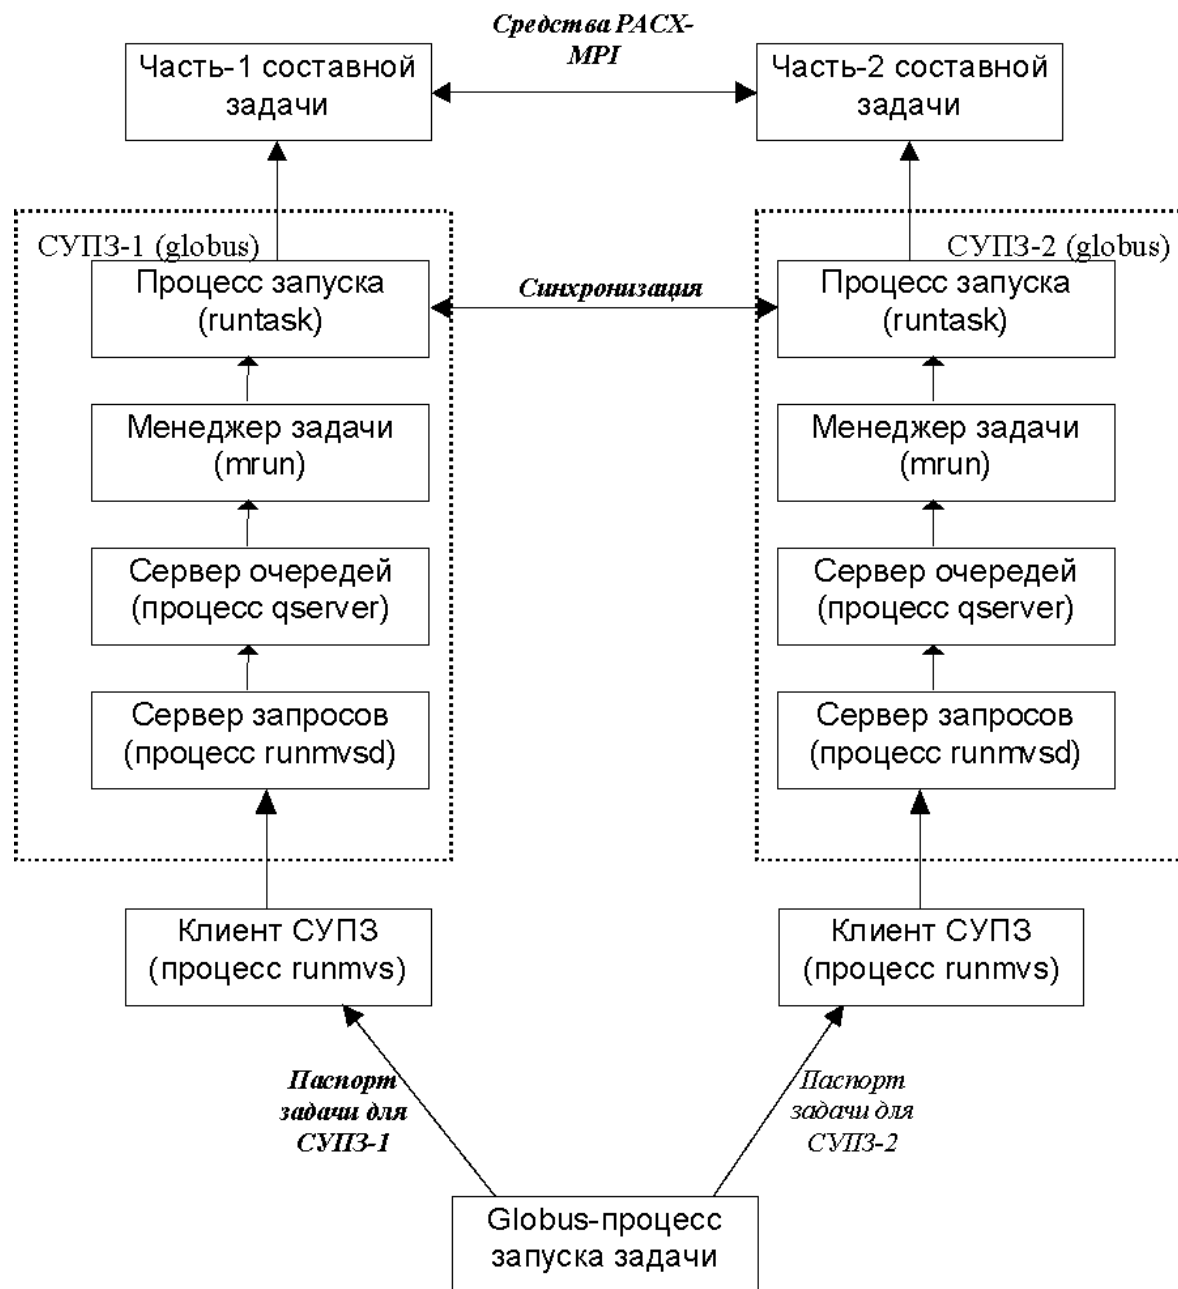 Средства PACX-
MPI
Часть-1 составной
задачи
Часть-2 составной
задачи
СУПЗ-1 (globus)
СУПЗ-2 (globus)
Процесс запуска
(runtask)
Синхронизация
Процесс запуска
(runtask)
Менеджер задачи
(mrun)
Менеджер задачи
(mrun)
Сервер очередей
(процесс qserver)
Сервер очередей
(процесс qserver)
Сервер запросов
(процесс runmvsd)
Сервер запросов
(процесс runmvsd)
Клиент СУПЗ
(процесс runmvs)
Клиент СУПЗ
(процесс runmvs)
Паспорт
задачи для
СУПЗ-1
Паспорт
задачи для
СУПЗ-2
Globus-процесс
запуска задачи